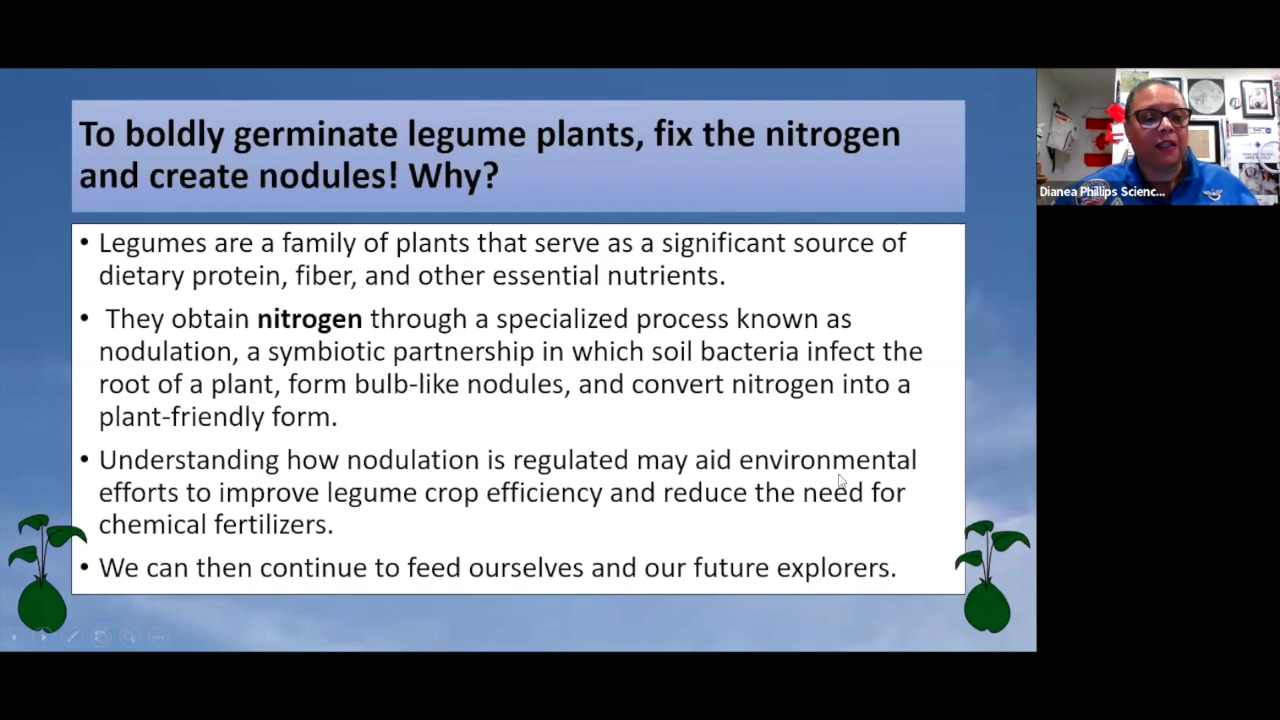 To boldly germinate legume plants, fix the nitrogen
and create nodules! Why?
• Legumes are a family of plants that serve as a significant source of
dietary protein, fiber, and other essential nutrients.
• They obtain nitrogen through a specialized process known as
nodulation, a symbiotic partnership in which soil bacteria infect the
root of a plant, form bulb-like nodules, and convert nitrogen into a
plant-friendly form.
• Understanding how nodulation is regulated may aid environmental
efforts to improve legume crop efficiency and reduce the need for
chemical fertilizers.
• We can then continue to feed ourselves and our future explorers.
Dianea Phillips Scienc...